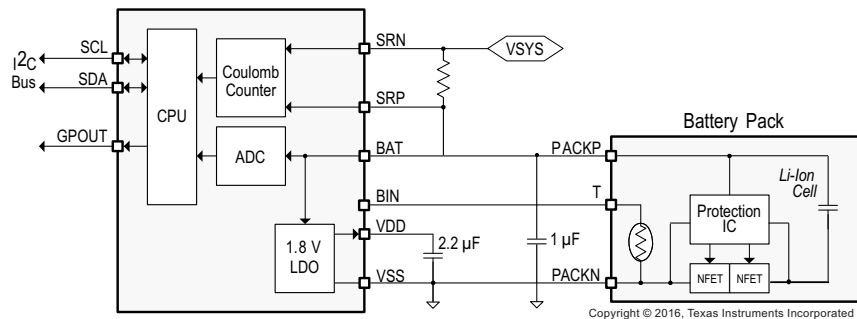 SCL
I2C
Bus
SDA
GPOUT
CPU
Coulomb
Counter
ADC
1.8 V
LDO
SRN
VSYS
SRP
BAT
BIN
VDD
2.2 µF
VSS
1 µF
Battery Pack
PACKP
T
PACKN
Li-Ion
Cell
Protection
IC
NFET
NFET
Copyright © 2016, Texas Instruments Incorporated